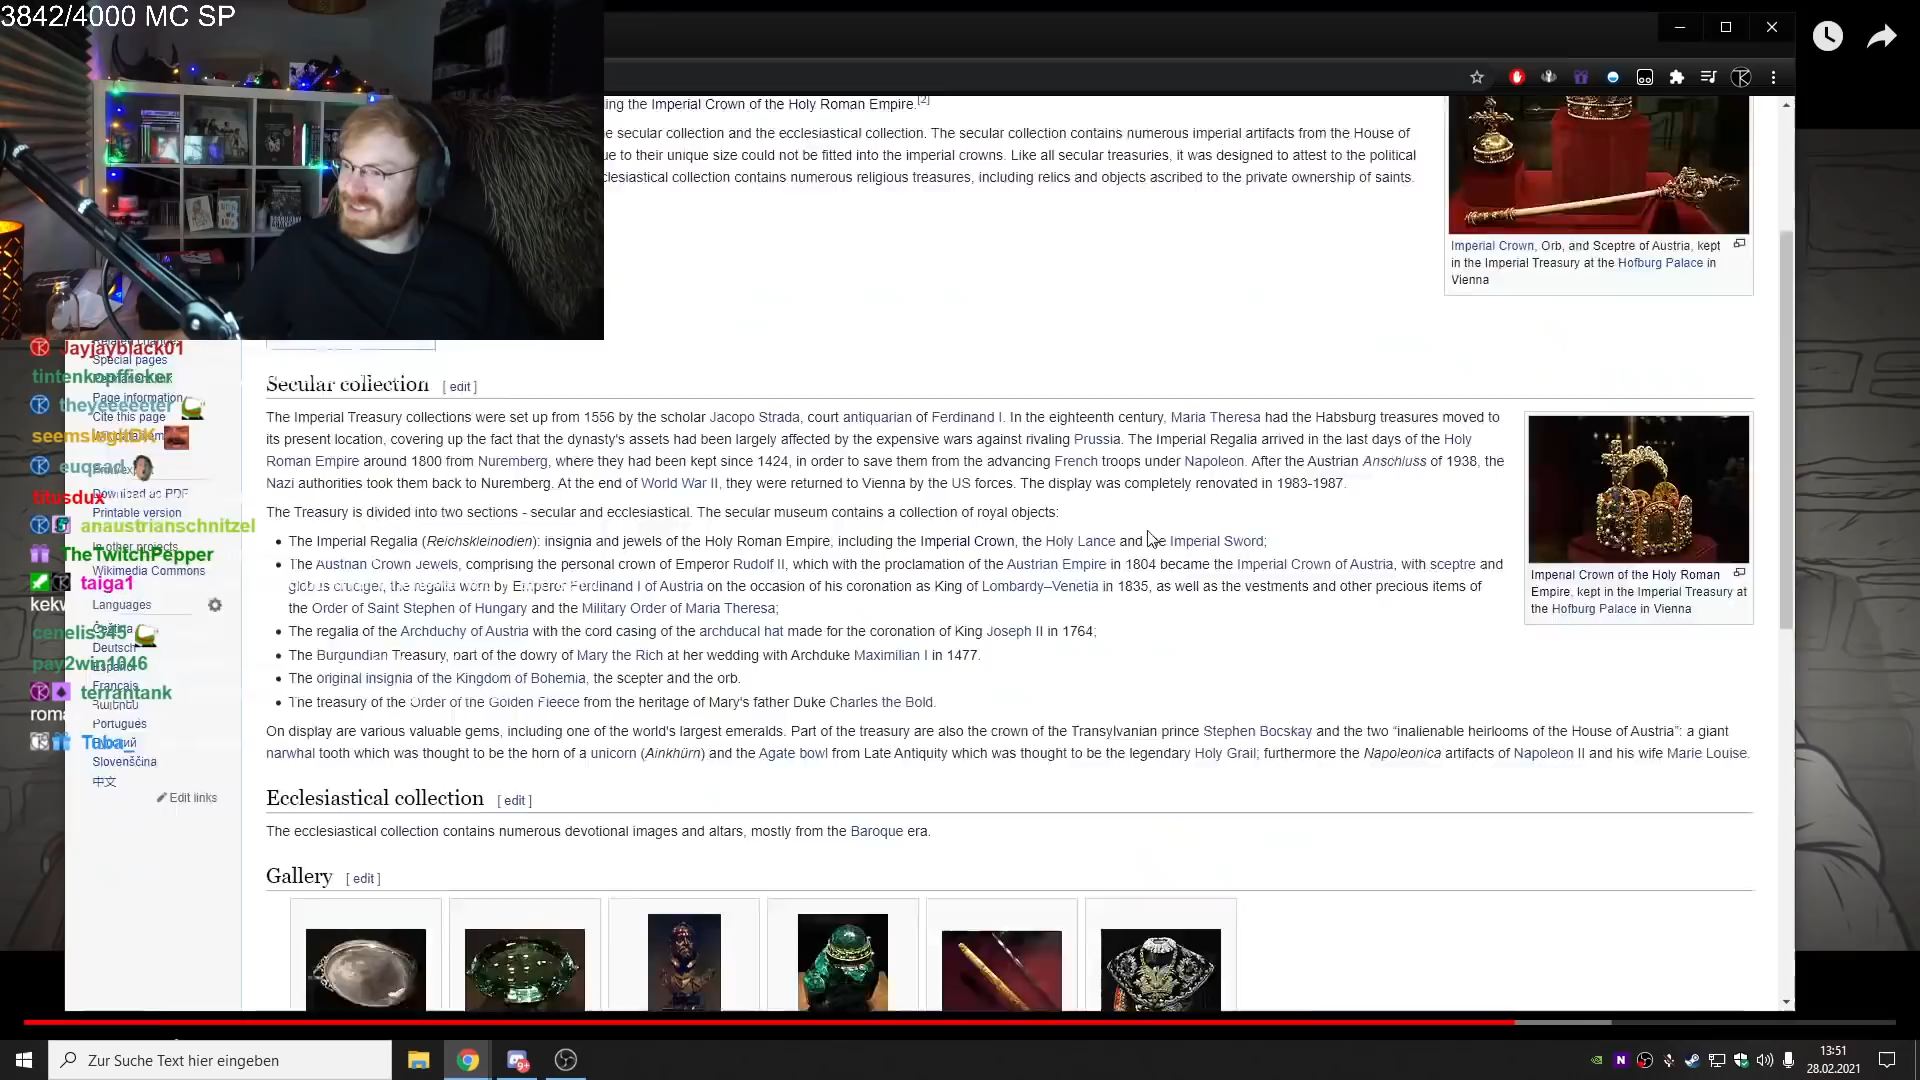 3842/4000 MC SP
ing the Imperial Crown of the Holy Roman Empire.[2]
e secular collection and the ecclesiastical collection. The secular collection contains numerous imperial artifacts from the House of
ue to their unique size could not be fitted into the imperial crowns. Like all secular treasuries, it was designed to attest to the political
clesiastical collection contains numerous religious treasures, including relics and objects ascribed to the private ownership of saints.
Imperial Crown, Orb, and Sceptre of Austria, kept
in the Imperial Treasury at the Hofburg Palace in
Vienna
Jayjayblack01
Special pages
tintenkopfficker
Page information
theyeeeeeter
Cite this page
seemslegitDK
euqead
Download as PDF
titusdux
Printable version
anaustrianschnitzel
In other projects
TheTwitchPepper
Wikimedia Commons
taiga1
kekw
Languages
Čeština
cenelis345
Deutsch
pay2win1046
Español
Français
terrantank
roma
Português
Русский
Tuba_
Slovenščina
中文
Edit links
Secular collection [ edit ]
The Imperial Treasury collections were set up from 1556 by the scholar Jacopo Strada, court antiquarian of Ferdinand I. In the eighteenth century, Maria Theresa had the Habsburg treasures moved to
its present location, covering up the fact that the dynasty's assets had been largely affected by the expensive wars against rivaling Prussia. The Imperial Regalia arrived in the last days of the Holy
Roman Empire around 1800 from Nuremberg, where they had been kept since 1424, in order to save them from the advancing French troops under Napoleon. After the Austrian Anschluss of 1938, the
Nazi authorities took them back to Nuremberg. At the end of World War II, they were returned to Vienna by the US forces. The display was completely renovated in 1983-1987.
The Treasury is divided into two sections - secular and ecclesiastical. The secular museum contains a collection of royal objects:
The Imperial Regalia (Reichskleinodien): insignia and jewels of the Holy Roman Empire, including the Imperial Crown, the Holy Lance and the Imperial Sword;
The Austrian Crown Jewels, comprising the personal crown of Emperor Rudolf II, which with the proclamation of the Austrian Empire in 1804 became the Imperial Crown of Austria, with sceptre and
globus cruciger, the regalia worn by Emperor Ferdinand I of Austria on the occasion of his coronation as King of Lombardy–Venetia in 1835, as well as the vestments and other precious items of
the Order of Saint Stephen of Hungary and the Military Order of Maria Theresa;
The regalia of the Archduchy of Austria with the cord casing of the archducal hat made for the coronation of King Joseph II in 1764;
The Burgundian Treasury, part of the dowry of Mary the Rich at her wedding with Archduke Maximilian I in 1477.
The original insignia of the Kingdom of Bohemia, the scepter and the orb.
The treasury of the Order of the Golden Fleece from the heritage of Mary's father Duke Charles the Bold.
On display are various valuable gems, including one of the world's largest emeralds. Part of the treasury are also the crown of the Transylvanian prince Stephen Bocskay and the two “inalienable heirlooms of the House of Austria”: a giant
narwhal tooth which was thought to be the horn of a unicorn (Ainkhürn) and the Agate bowl from Late Antiquity which was thought to be the legendary Holy Grail; furthermore the Napoleonica artifacts of Napoleon II and his wife Marie Louise.
Imperial Crown of the Holy Roman
Empire, kept in the Imperial Treasury at
the Hofburg Palace in Vienna
Ecclesiastical collection [ edit ]
The ecclesiastical collection contains numerous devotional images and altars, mostly from the Baroque era.
Gallery [ edit ]
Zur Suche Text hier eingeben
13:51
28.02.2021